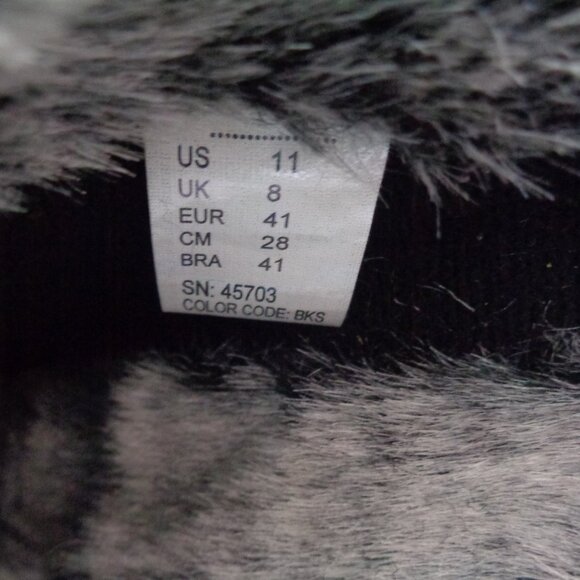 US 11
UK 8
EUR 41
CM 28
BRA 41
SN: 45703
COLOR CODE: BKS